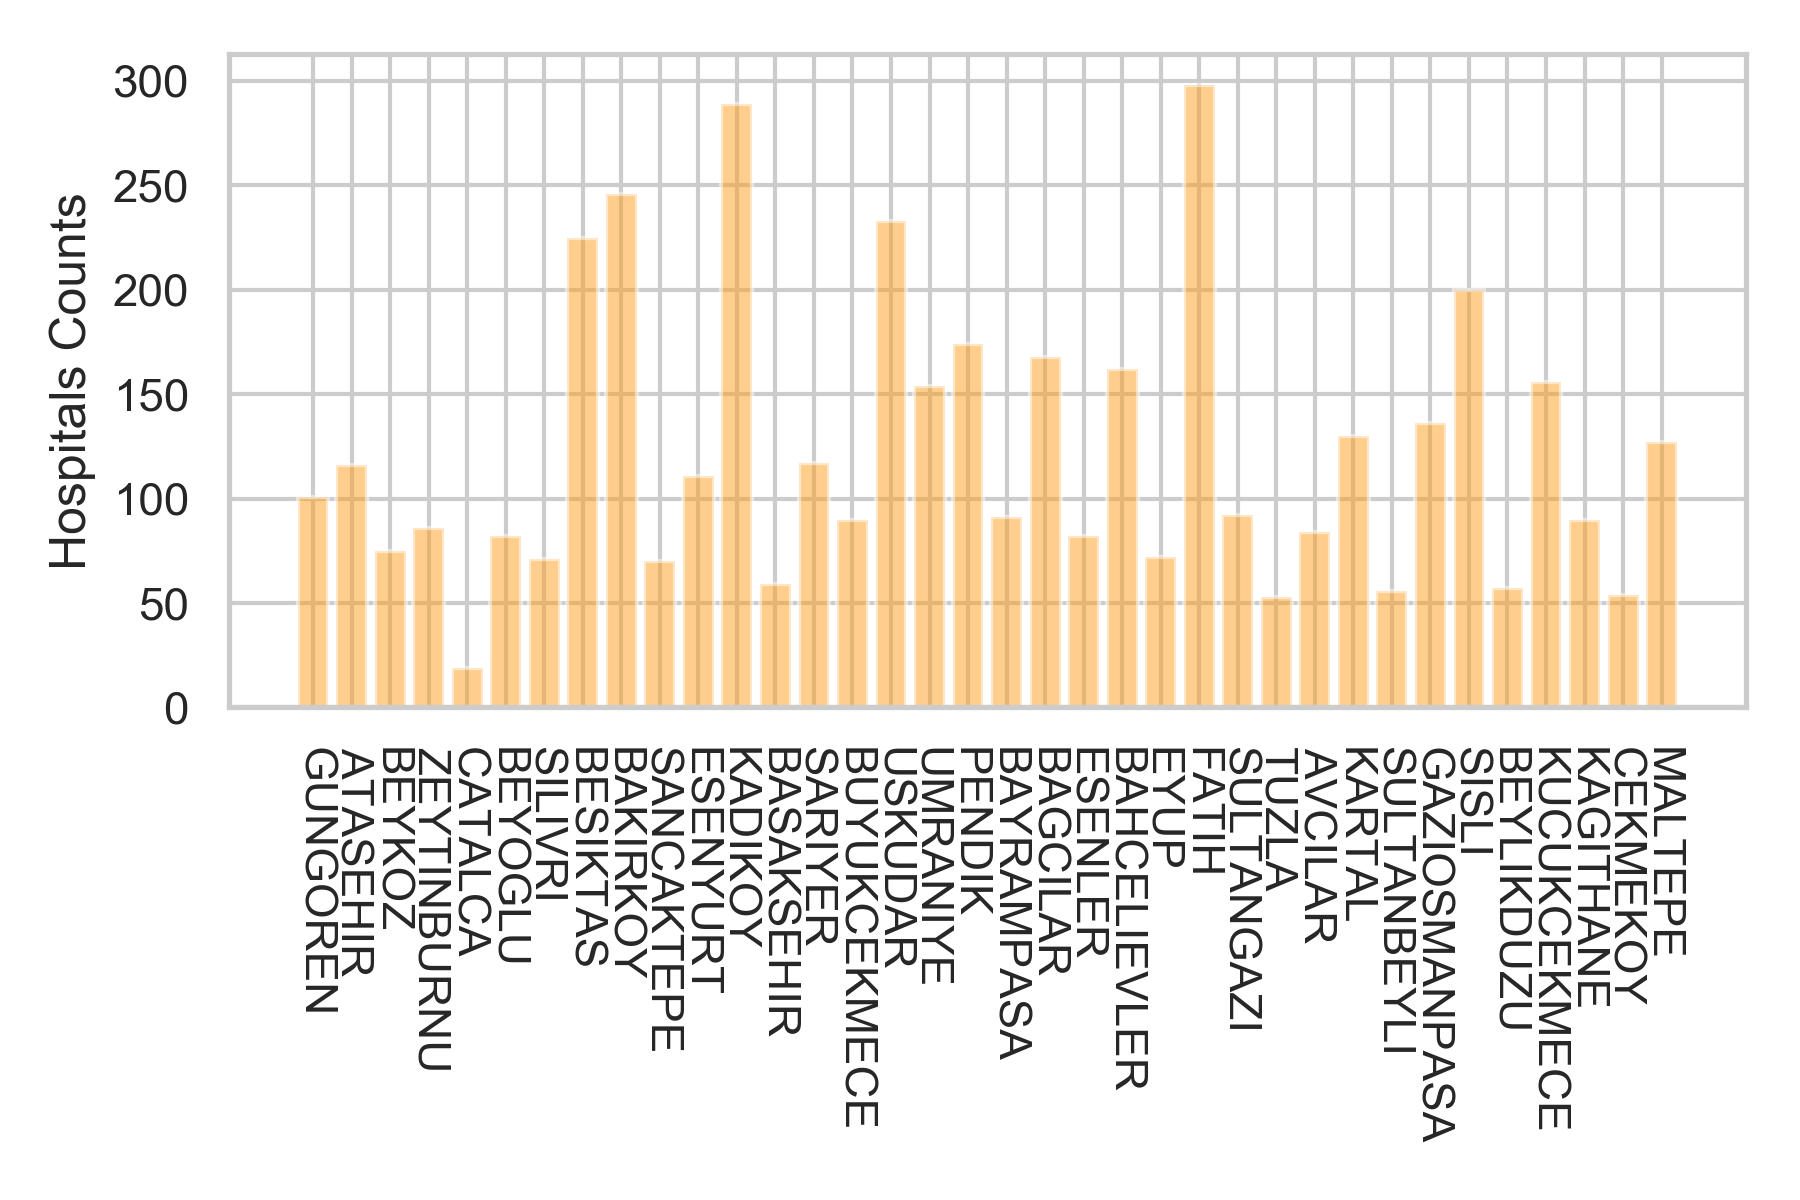 Hospitals Counts
300
250
200
150
100
50
0
GUNGOREN
ATASEHIR
BEYKOZ
ZEYTINBURNU
CATALCA
BEYOGLU
SILIVRI
BESIKTAS
BAKIRKOY
SANCAKTEPE
ESENYURT
KADIKOY
BASAKSEHIR
SARIYER
BUYUKCEKMECE
USKUDAR
UMRANIYE
PENDIK
BAYRAMPASA
BAGCILAR
ESENLER
BAHCELIEVLER
EYUP
FATIH
SULTANGAZI
TUZLA
AVCILAR
KARTAL
SULTANBEYLI
GAZIOSMANPASA
SISLI
BEYLIKDUZU
KUCUKCEKMECE
KAGITHANE
CEKMEKOY
MALTEPE